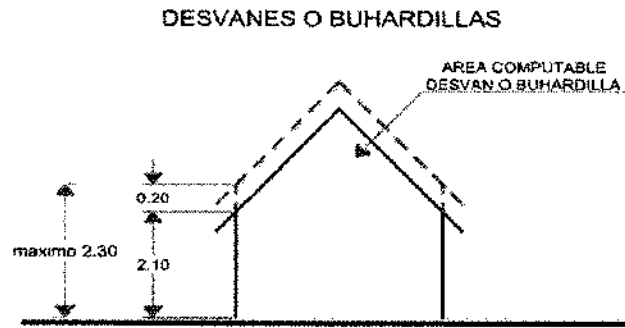 DESVANES O BUHARDILLAS
AREA COMPUTABLE
DESVAN O BUHARDILLA
0.20
maximo 2.30
2.10